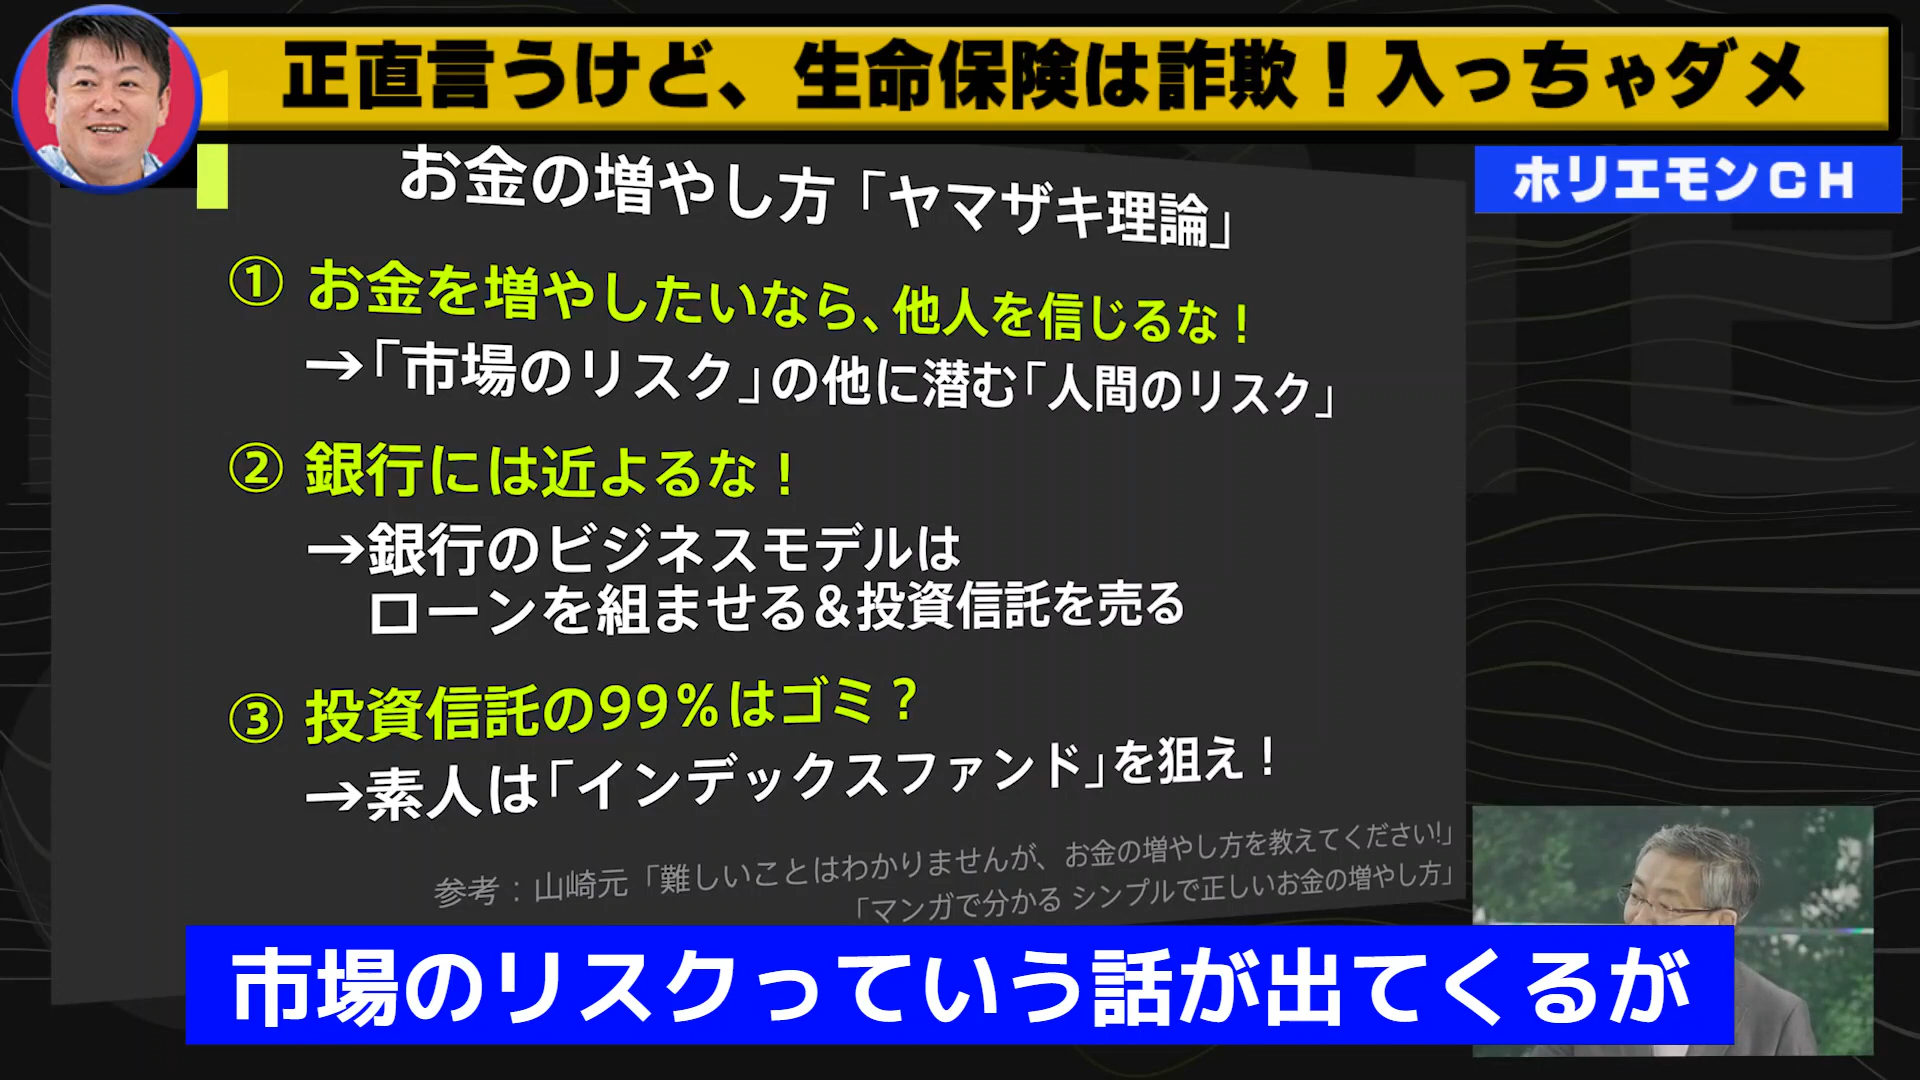 正直言うけど、生命保険は詐欺！入っちゃダメ
ホリエモンCH
お金の増やし方「ヤマザキ理論」
① お金を増やしたいなら、他人を信じるな！
→「市場のリスク」の他に潜む「人間のリスク」
② 銀行には近よるな！
→銀行のビジネスモデルは
ローンを組ませる＆投資信託を売る
③ 投資信託の99％はゴミ？
→素人は「インデックスファンド」を狙え！
参考：山崎元「難しいことはわかりませんが、お金の増やし方を教えてください!」
「マンガで分かる シンプルで正しいお金の増やし方」
市場のリスクっていう話が出てくるが